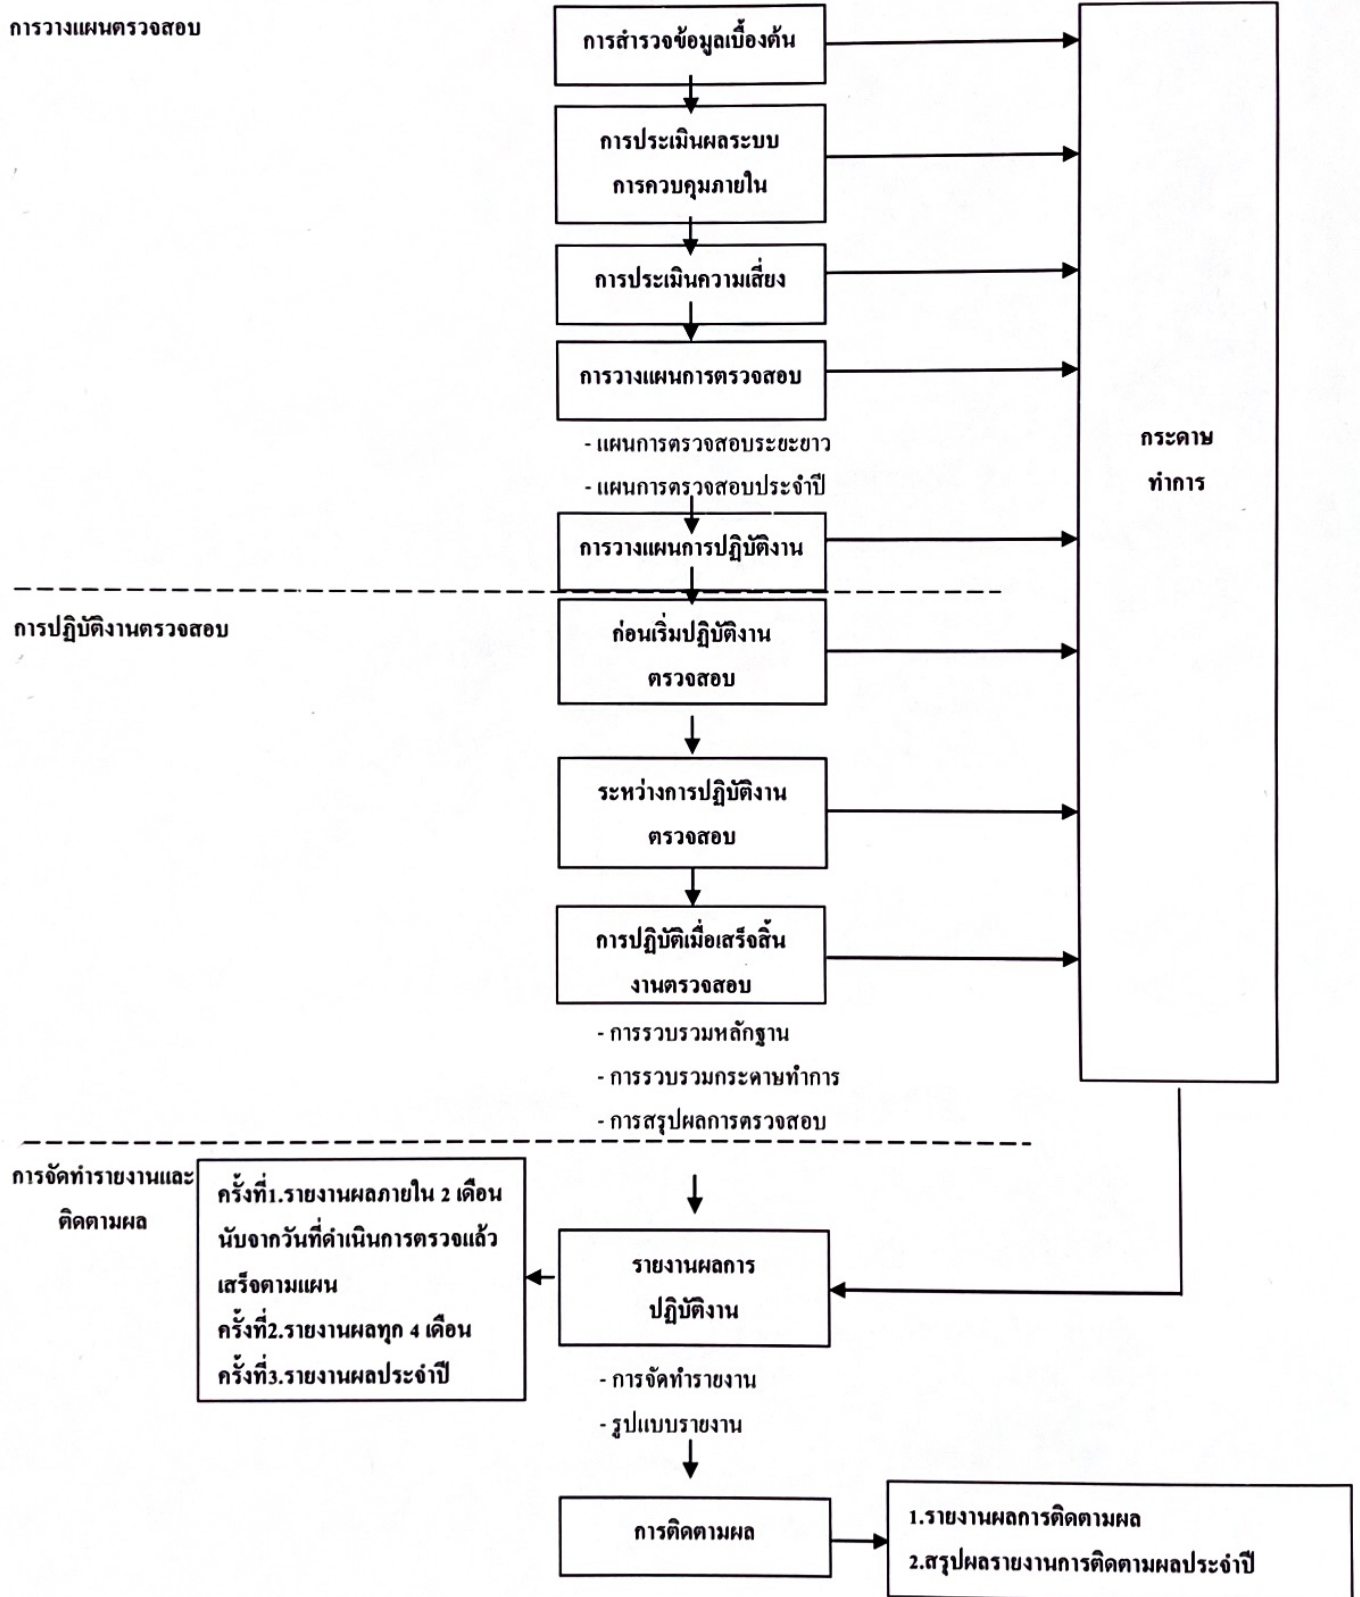 การวางแผนตรวจสอบ
การสำรวจข้อมูลเบื้องต้น
การประเมินผลระบบ
การควบคุมภายใน
การประเมินความเสี่ยง
การวางแผนการตรวจสอบ
- แผนการตรวจสอบระยะยาว
- แผนการตรวจสอบประจำปี
การวางแผนการปฏิบัติงาน
กระดาษ
ทำการ
การปฏิบัติงานตรวจสอบ
ก่อนเริ่มปฏิบัติงาน
ตรวจสอบ
ระหว่างการปฏิบัติงาน
ตรวจสอบ
การปฏิบัติเมื่อเสร็จสิ้น
งานตรวจสอบ
- การรวบรวมหลักฐาน
- การรวบรวมกระดาษทำการ
- การสรุปผลการตรวจสอบ
การจัดทำรายงานและ
ติดตามผล
ครั้งที่1.รายงานผลภายใน 2 เดือน
นับจากวันที่ดำเนินการตรวจแล้ว
เสร็จตามแผน
ครั้งที่2.รายงานผลทุก 4 เดือน
ครั้งที่3.รายงานผลประจำปี
รายงานผลการ
ปฏิบัติงาน
- การจัดทำรายงาน
- รูปแบบรายงาน
การติดตามผล
1.รายงานผลการติดตามผล
2.สรุปผลรายงานการติดตามผลประจำปี